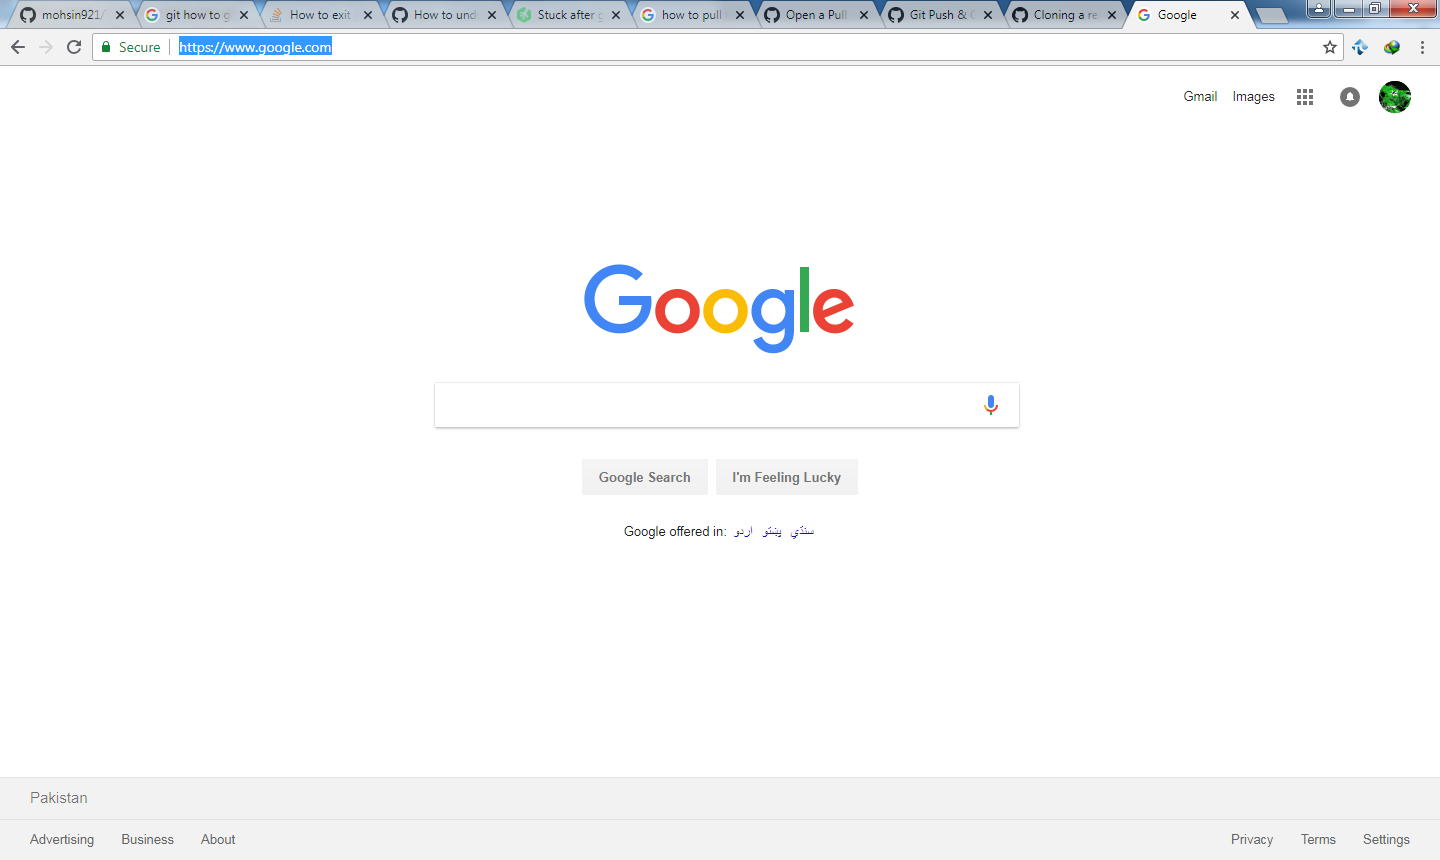 mohsin921/ git how to g How to exit How to und Stuck after g how to pull Open a Pull Git Push & C Cloning a re Google
Secure https://www.google.com
Gmail Images
Google
Google Search I'm Feeling Lucky
Google offered in: اردو پښتو سنڌي
Pakistan
Advertising Business About Privacy Terms Settings